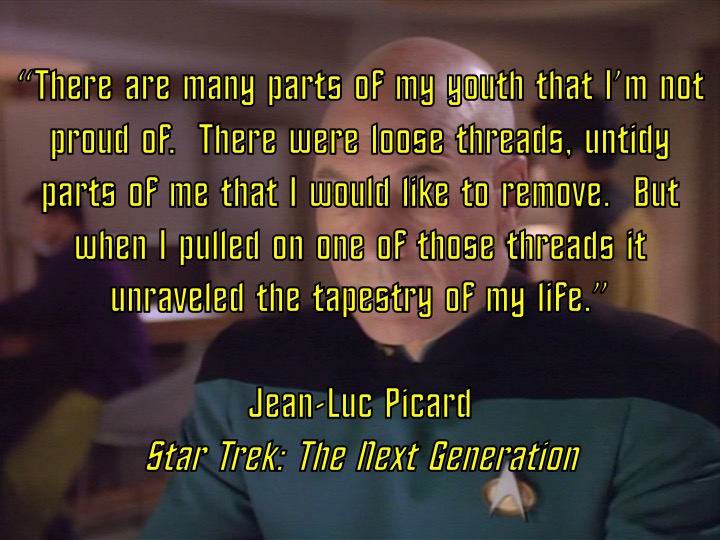 “There are many parts of my youth that I’m not
proud of.  There were loose threads, untidy
parts of me that I would like to remove.  But
when I pulled on one of those threads it
unraveled the tapestry of my life.”
Jean-Luc Picard
Star Trek: The Next Generation